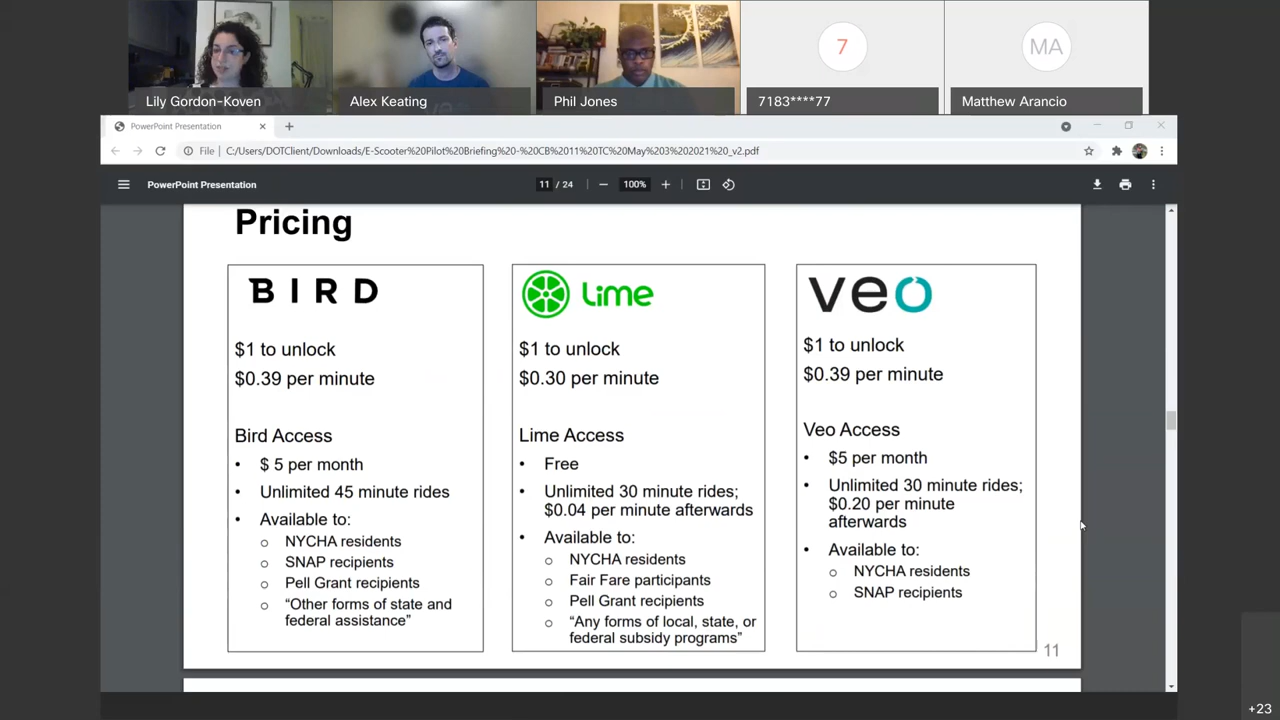 7
MA
Lily Gordon-Koven
Alex Keating
Phil Jones
7183****77
Matthew Arancio
PowerPoint Presentation
File
C:/Users/DOTClient/Downloads/E-Scooter%20Pilot%20Briefing%20-%20CB%2011%20TC%20May%203%202021%20_v2.pdf
PowerPoint Presentation
11 / 24
100%
Pricing
BIRD
$1 to unlock
$0.39 per minute
Bird Access
• $ 5 per month
• Unlimited 45 minute rides
• Available to:
o NYCHA residents
o SNAP recipients
o Pell Grant recipients
o “Other forms of state and
federal assistance”
Lime
$1 to unlock
$0.30 per minute
Lime Access
• Free
• Unlimited 30 minute rides;
$0.04 per minute afterwards
• Available to:
o NYCHA residents
o Fair Fare participants
o Pell Grant recipients
o “Any forms of local, state, or
federal subsidy programs”
veo
$1 to unlock
$0.39 per minute
Veo Access
• $5 per month
• Unlimited 30 minute rides;
$0.20 per minute
afterwards
• Available to:
o NYCHA residents
o SNAP recipients
11
+23